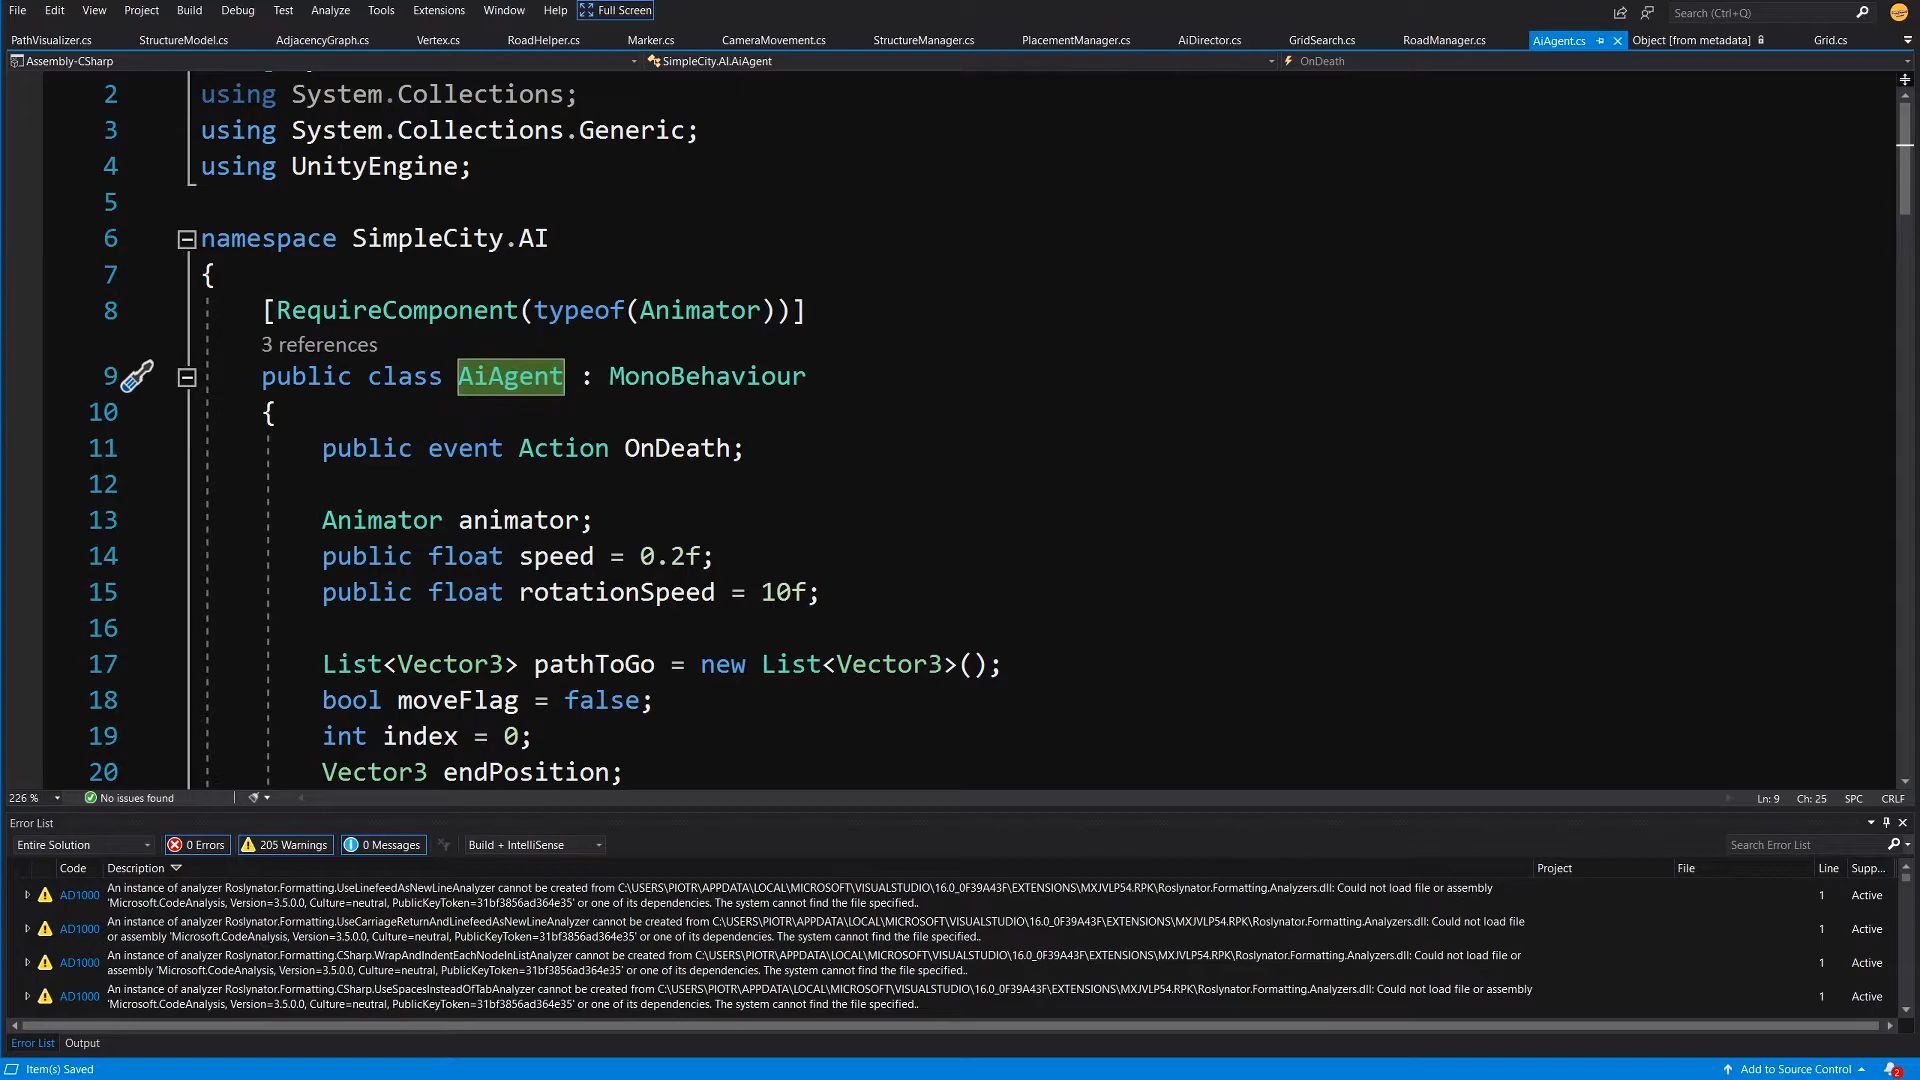 File Edit View Project Build Debug Test Analyze Tools Extensions Window Help Full Screen Search (Ctrl+Q)
PathVisualizer.cs StructureModel.cs AdjacencyGraph.cs Vertex.cs RoadHelper.cs Marker.cs CameraMovement.cs StructureManager.cs PlacementManager.cs AiDirector.cs GridSearch.cs RoadManager.cs AiAgent.cs Object [from metadata] Grid.cs
Assembly-CSharp SimpleCity.AI.AiAgent OnDeath
2 using System.Collections;
3 using System.Collections.Generic;
4 using UnityEngine;
5
6 namespace SimpleCity.AI
7 {
8 [RequireComponent(typeof(Animator))]
3 references
9 public class AiAgent : MonoBehaviour
10 {
11 public event Action OnDeath;
12
13 Animator animator;
14 public float speed = 0.2f;
15 public float rotationSpeed = 10f;
16
17 List<Vector3> pathToGo = new List<Vector3>();
18 bool moveFlag = false;
19 int index = 0;
20 Vector3 endPosition;
226 % No issues found Ln: 9 Ch: 25 SPC CRLF
Error List
Entire Solution 0 Errors 205 Warnings 0 Messages Build + IntelliSense Search Error List
Code Description Project File Line Supp...
AD1000 An instance of analyzer Roslynator.Formatting.UseLinefeedAsNewLineAnalyzer cannot be created from C:\USERS\PIOTR\APPDATA\LOCAL\MICROSOFT\VISUALSTUDIO\16.0_0F39A43F\EXTENSIONS\MXJVLP54.RPK\Roslynator.Formatting.Analyzers.dll: Could not load file or assembly 1 Active
'Microsoft.CodeAnalysis, Version=3.5.0.0, Culture=neutral, PublicKeyToken=31bf3856ad364e35' or one of its dependencies. The system cannot find the file specified..
AD1000 An instance of analyzer Roslynator.Formatting.UseCarriageReturnAndLinefeedAsNewLineAnalyzer cannot be created from C:\USERS\PIOTR\APPDATA\LOCAL\MICROSOFT\VISUALSTUDIO\16.0_0F39A43F\EXTENSIONS\MXJVLP54.RPK\Roslynator.Formatting.Analyzers.dll: Could not load file 1 Active
or assembly 'Microsoft.CodeAnalysis, Version=3.5.0.0, Culture=neutral, PublicKeyToken=31bf3856ad364e35' or one of its dependencies. The system cannot find the file specified..
AD1000 An instance of analyzer Roslynator.Formatting.CSharp.WrapAndIndentEachNodeInListAnalyzer cannot be created from C:\USERS\PIOTR\APPDATA\LOCAL\MICROSOFT\VISUALSTUDIO\16.0_0F39A43F\EXTENSIONS\MXJVLP54.RPK\Roslynator.Formatting.Analyzers.dll: Could not load file or 1 Active
assembly 'Microsoft.CodeAnalysis, Version=3.5.0.0, Culture=neutral, PublicKeyToken=31bf3856ad364e35' or one of its dependencies. The system cannot find the file specified..
AD1000 An instance of analyzer Roslynator.Formatting.CSharp.UseSpacesInsteadOfTabAnalyzer cannot be created from C:\USERS\PIOTR\APPDATA\LOCAL\MICROSOFT\VISUALSTUDIO\16.0_0F39A43F\EXTENSIONS\MXJVLP54.RPK\Roslynator.Formatting.Analyzers.dll: Could not load file or assembly 1 Active
'Microsoft.CodeAnalysis, Version=3.5.0.0, Culture=neutral, PublicKeyToken=31bf3856ad364e35' or one of its dependencies. The system cannot find the file specified..
Error List Output
Item(s) Saved Add to Source Control 2